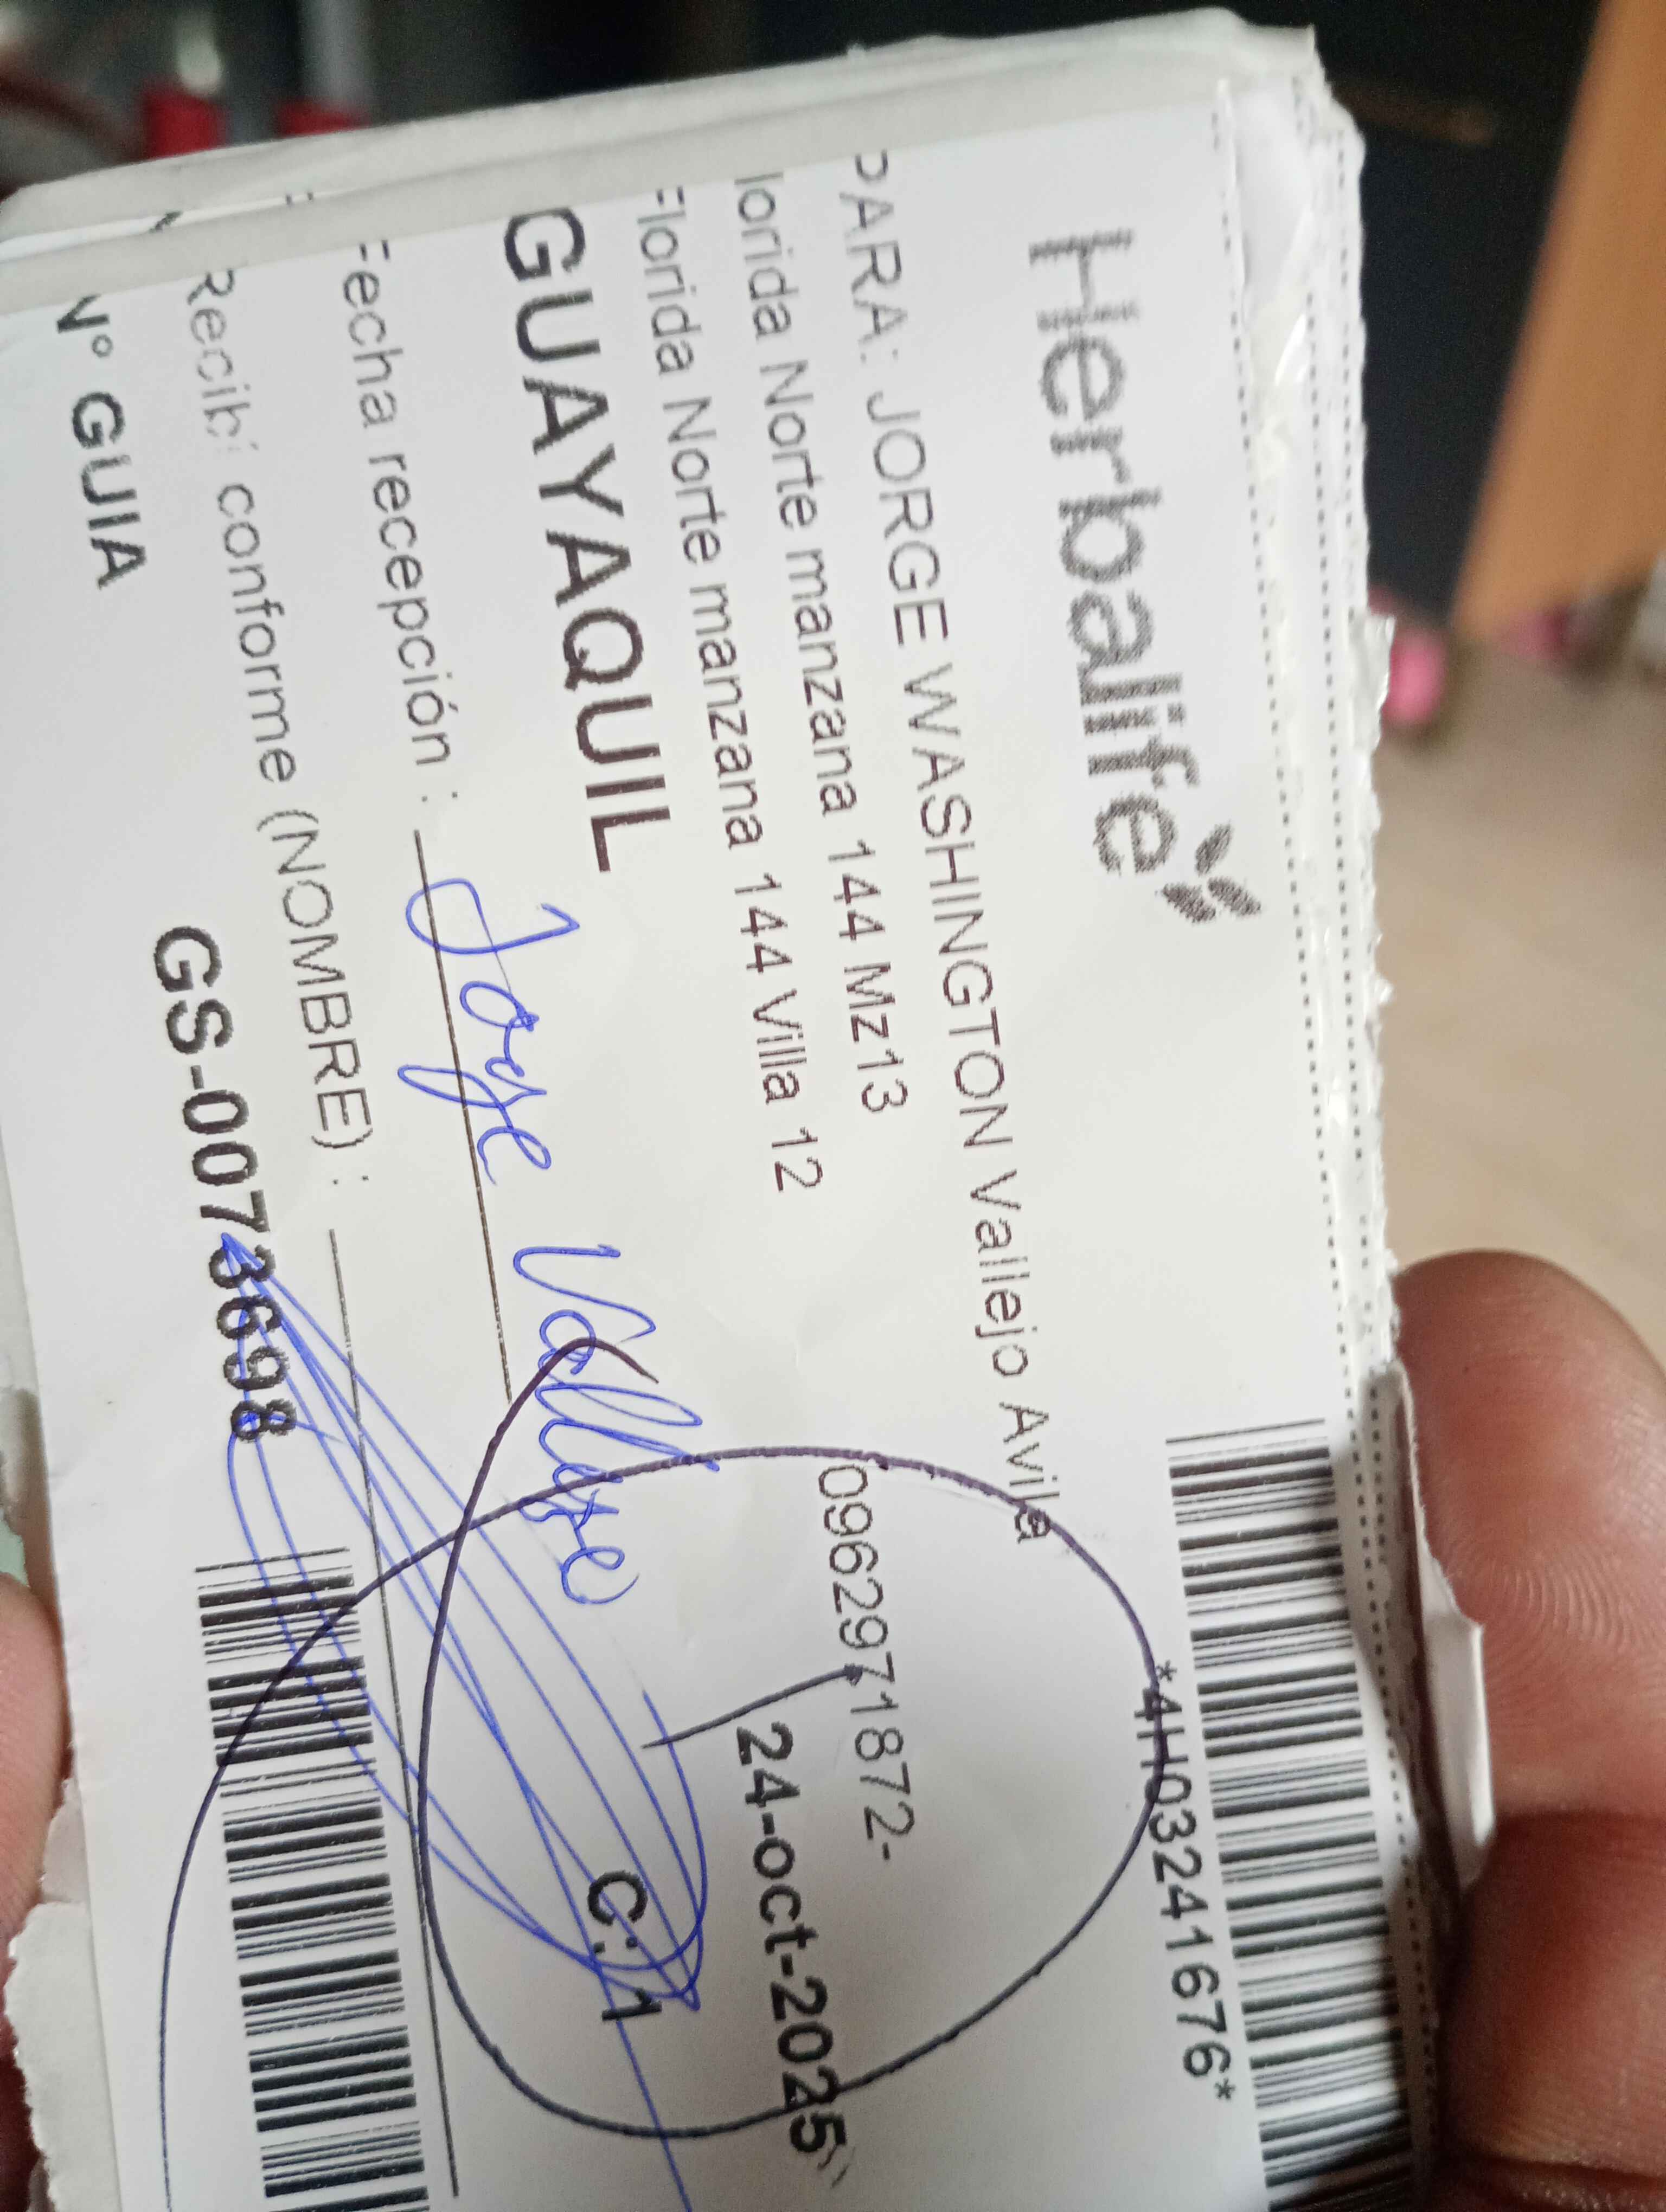 Herbalife
*4H03241676*
PARA: JORGE WASHINGTON Vallejo Avila
lorida Norte manzana 144 Mz13
0962971872-
Florida Norte manzana 144 Villa 12
24-oct-2025
GUAYAQUIL
C:1
Fecha recepción : Jorge Vallejo
Recibí conforme (NOMBRE) :
N° GUIA
GS-0073698